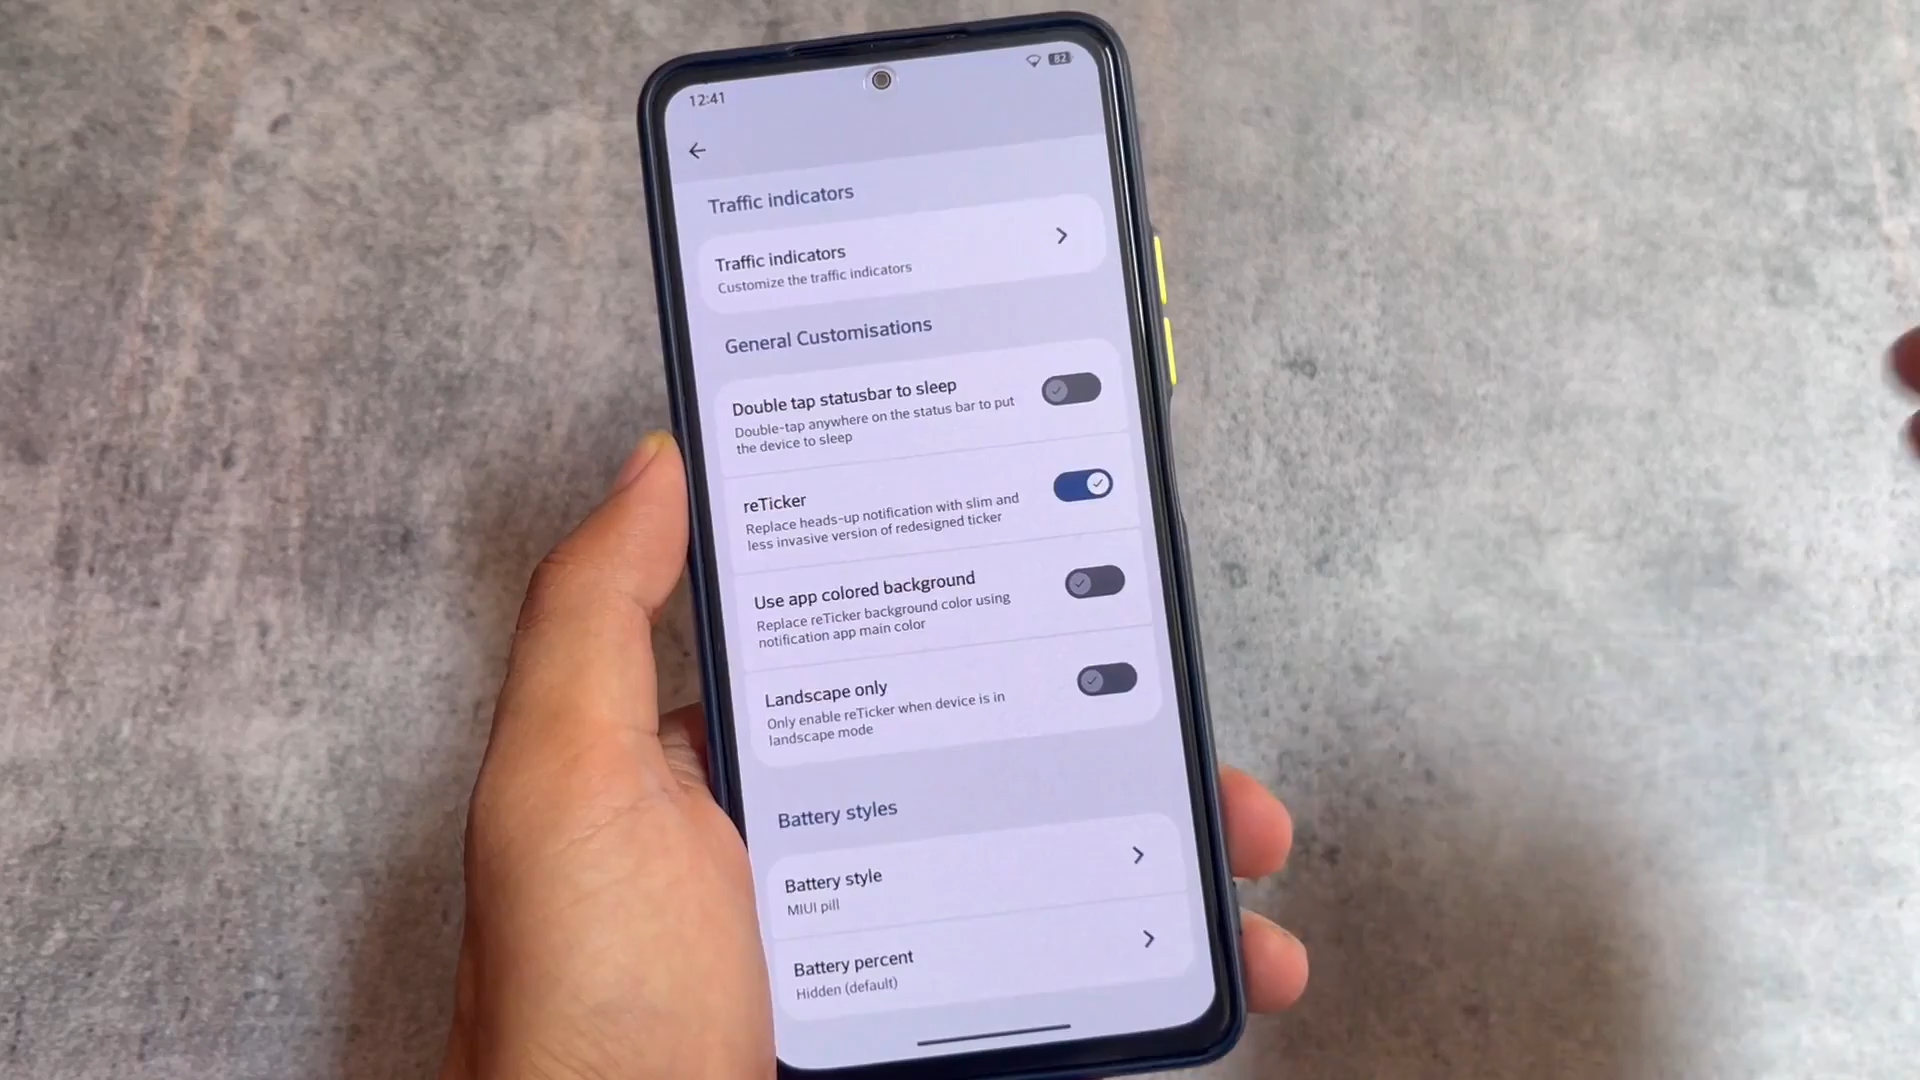 12:41
82
Traffic indicators
Traffic indicators
Customize the traffic indicators
General Customisations
Double tap statusbar to sleep
Double-tap anywhere on the status bar to put
the device to sleep
reTicker
Replace heads-up notification with slim and
less invasive version of redesigned ticker
Use app colored background
Replace reTicker background color using
notification app main color
Landscape only
Only enable reTicker when device is in
landscape mode
Battery styles
Battery style
MIUI pill
Battery percent
Hidden (default)